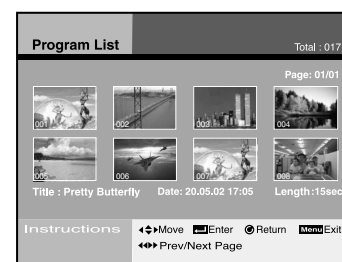 Program List
Total : 017
Page: 01/01
001 002 003 004
005 006 007 008
Title : Pretty Butterfly Date: 20.05.02 17:05 Length:15sec
Instructions Move Enter Return Menu Exit
Prev/Next Page